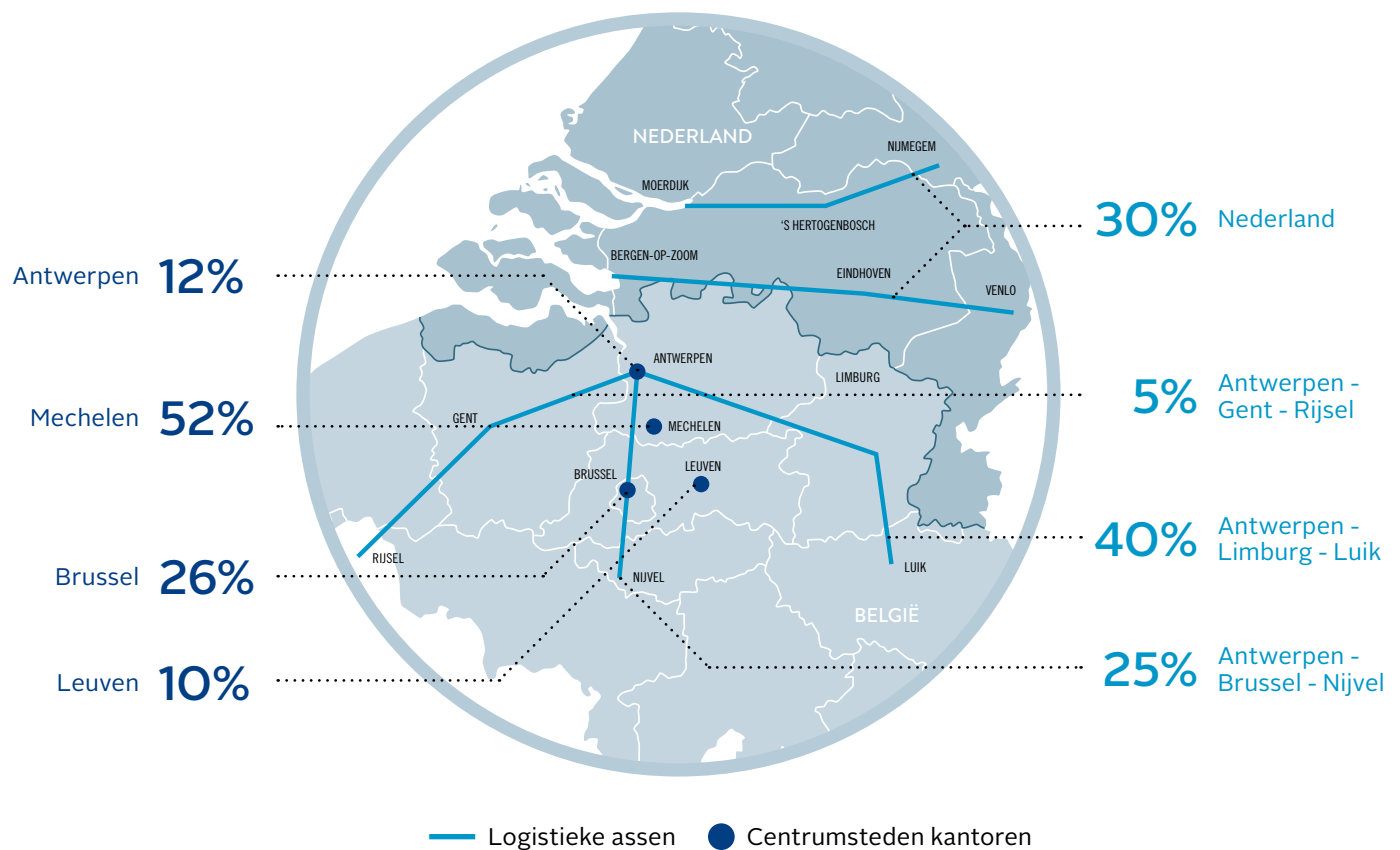 NEDERLAND
NIJMEGEM
MOERDIJK
'S HERTOGENBOSCH
BERGEN-OP-ZOOM
EINDHOVEN
VENLO
ANTWERPEN
LIMBURG
GENT
MECHELEN
LEUVEN
BRUSSEL
RIJSEL
NIJVEL
LUIK
BELGIË
Antwerpen 12%
Mechelen 52%
Brussel 26%
Leuven 10%
30% Nederland
5% Antwerpen -
Gent - Rijsel
40% Antwerpen -
Limburg - Luik
25% Antwerpen -
Brussel - Nijvel
Logistieke assen
Centrumsteden kantoren